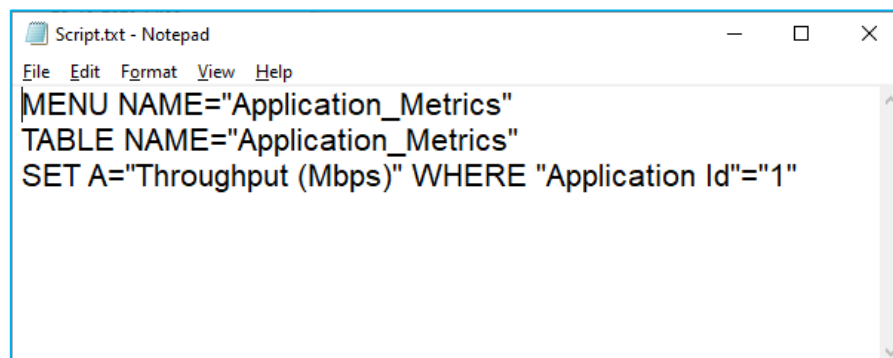 Script.txt - Notepad
File Edit Format View Help
MENU NAME="Application_Metrics"
TABLE NAME="Application_Metrics"
SET A="Throughput (Mbps)" WHERE "Application Id"="1"